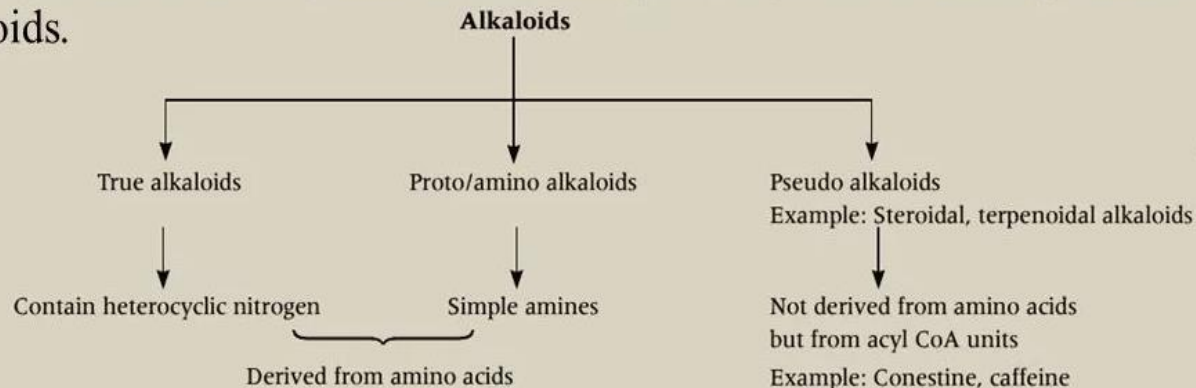 oids.
Alkaloids
True alkaloids
Proto/amino alkaloids
Pseudo alkaloids
Example: Steroidal, terpenoidal alkaloids
Contain heterocyclic nitrogen
Simple amines
Derived from amino acids
Not derived from amino acids
but from acyl CoA units
Example: Conestine, caffeine